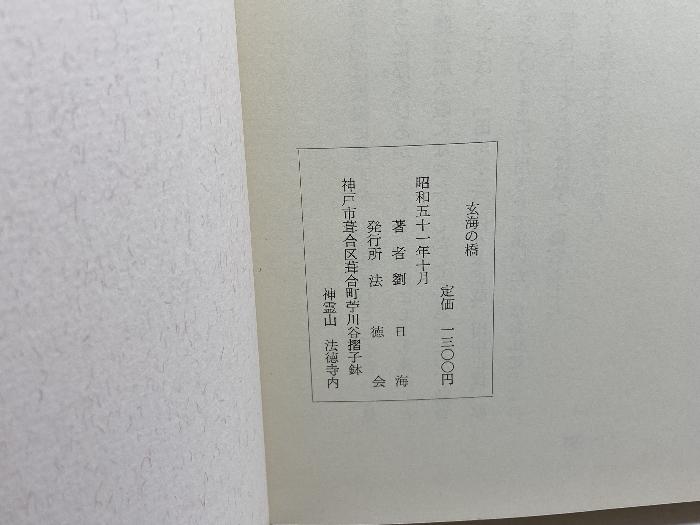 玄海の橋
定価 一三〇〇円
昭和五十一年十月
著者劉日海
発行所法徳会
神戸市葺合区葺合町苧川谷摺子鉢
神霊山 法徳寺内